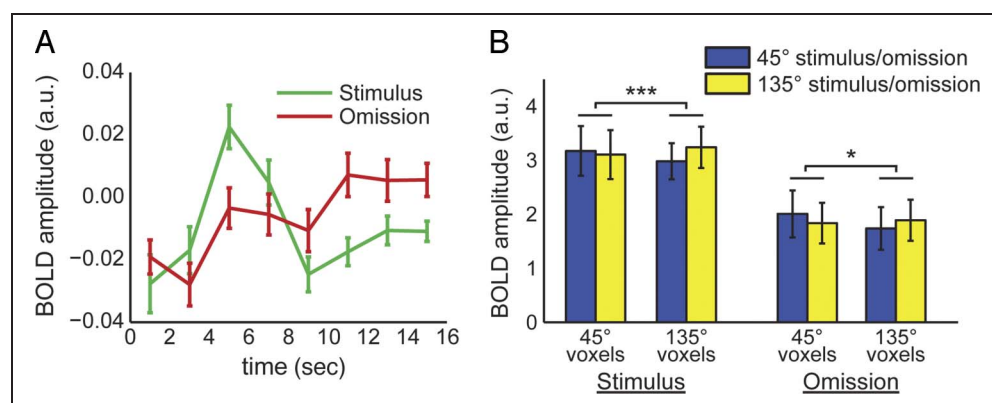 A
0.04
0.02
0.00
−0.02
−0.04
BOLD amplitude (a.u.)
Stimulus
Omission
0 2 4 6 8 10 12 14 16
time (sec)
B
45° stimulus/omission
135° stimulus/omission
4
3
2
1
0
BOLD amplitude (a.u.)
***
*
45° 135° 45° 135°
voxels voxels voxels voxels
Stimulus Omission